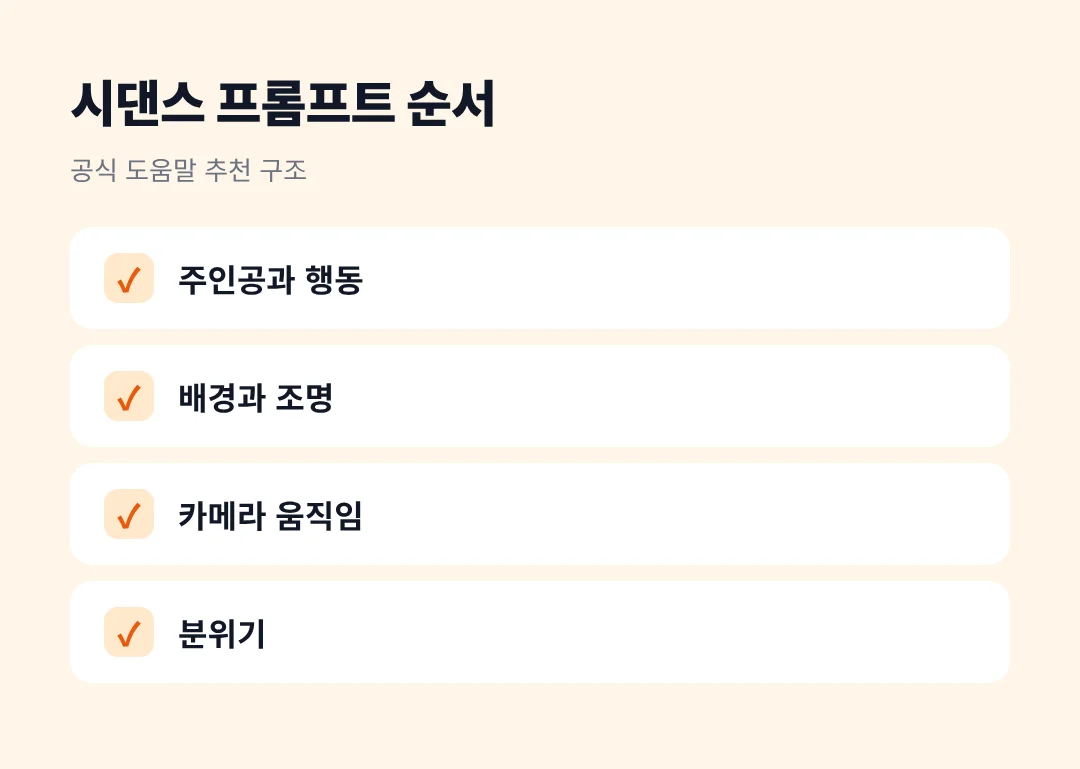 시댄스 프롬프트 순서
공식 도움말 추천 구조
주인공과 행동
배경과 조명
카메라 움직임
분위기